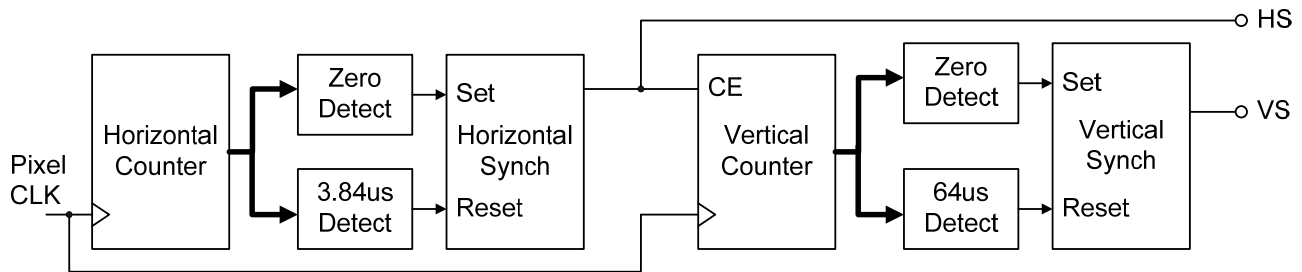 Pixel
CLK
Horizontal
Counter
Zero
Detect
3.84us
Detect
Set
Horizontal
Synch
Reset
CE
Vertical
Counter
Zero
Detect
64us
Detect
Set
Vertical
Synch
Reset
HS
VS